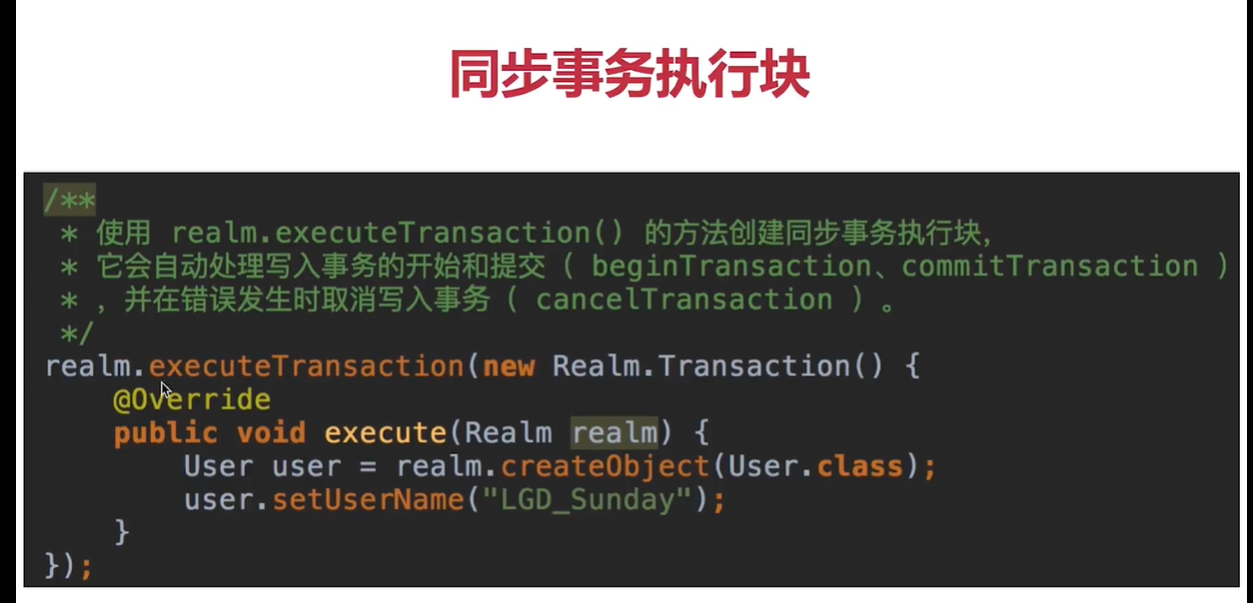 同步事务执行块
/**
* 使用 realm.executeTransaction() 的方法创建同步事务执行块，
* 它会自动处理写入事务的开始和提交（ beginTransaction、commitTransaction ）
* ，并在错误发生时取消写入事务（ cancelTransaction ）。
*/
realm.executeTransaction(new Realm.Transaction() {
@Override
public void execute(Realm realm) {
User user = realm.createObject(User.class);
user.setUserName("LGD_Sunday");
}
});